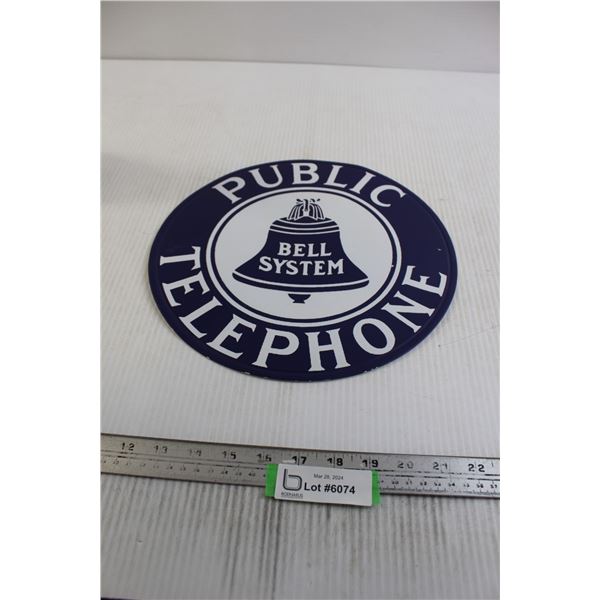 PUBLIC
BELL
SYSTEM
TELEPHONE
12 13 14 15 16 17 18 19 20 21 22
Mar 28, 2024
Lot #6074
BODNARUS